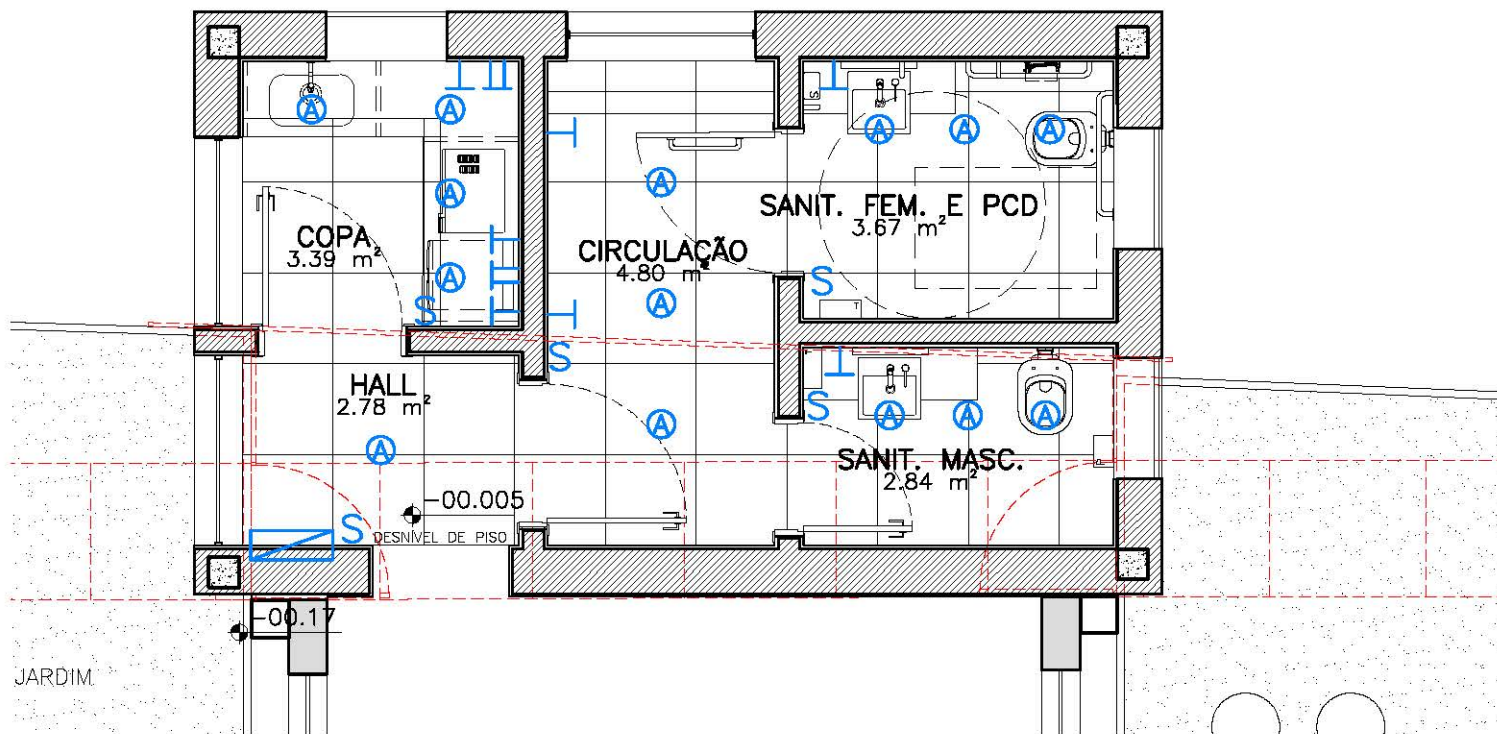 A A
A A A
S
A
SANIT. FEM. E PCD
3.67 m²
A
COPA
3.39 m²
CIRCULAÇÃO
4.80 m²
A
S
S
A
T
S
HALL
2.78 m²
S
A
A
A A A
SANIT. MASC.
2.84 m²
-00.005
S
DESNÍVEL DE PISO
-00.17
JARDIM